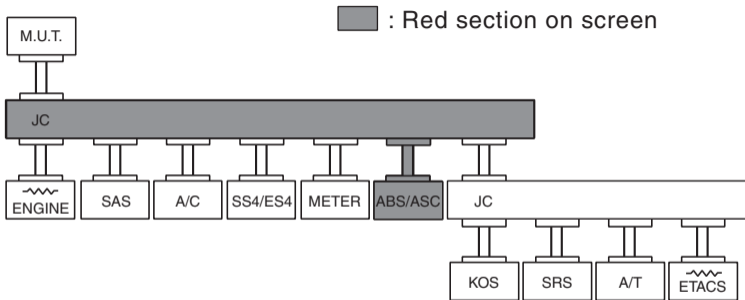 M.U.T.
: Red section on screen
JC
ENGINE
SAS
A/C
SS4/ES4
METER
ABS/ASC
JC
KOS
SRS
A/T
ETACS